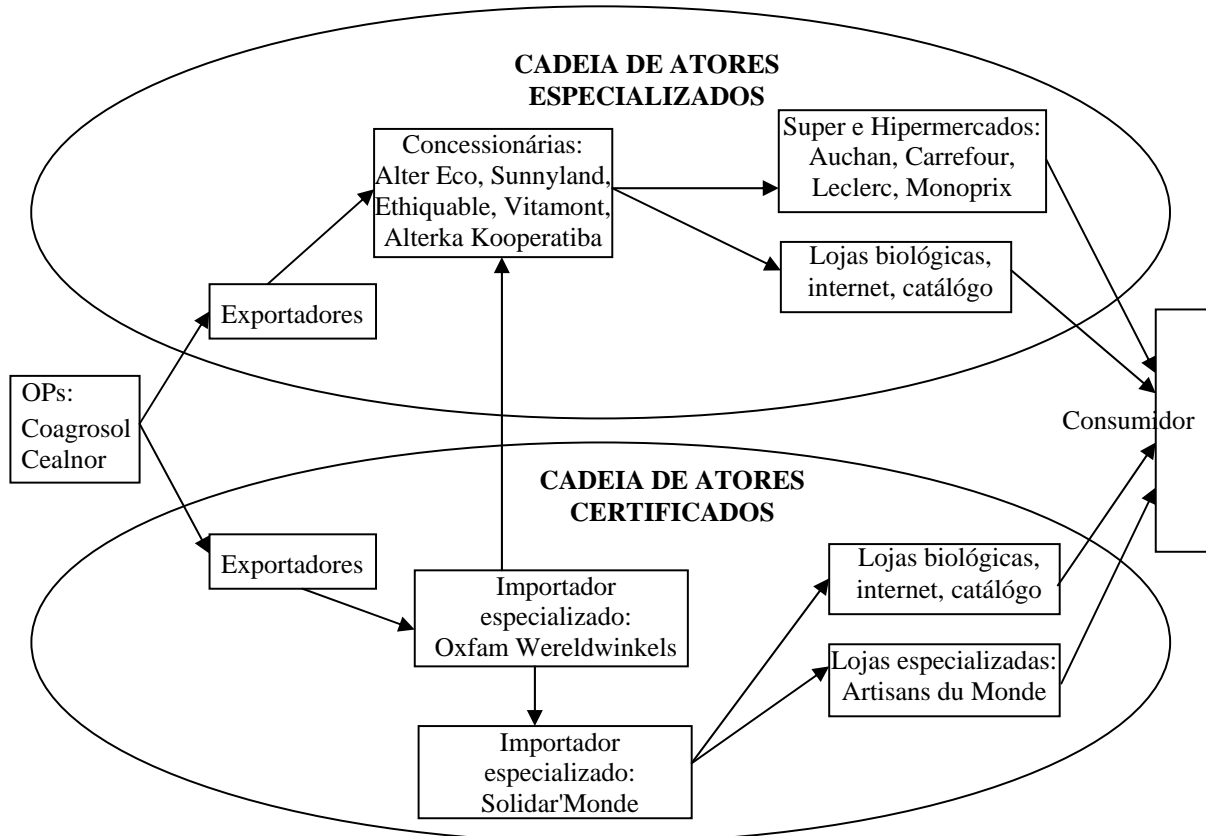 CADEIA DE ATORES
ESPECIALIZADOS
Concessionárias:
Alter Eco, Sunnyland,
Ethiquable, Vitamont,
Alterka Kooperatiba
Super e Hipermercados:
Auchan, Carrefour,
Leclerc, Monoprix
Lojas biológicas,
internet, catálógo
Exportadores
OPs:
Coagrosol
Cealnor
Consumidor
CADEIA DE ATORES
CERTIFICADOS
Exportadores
Importador
especializado:
Oxfam Wereldwinkels
Lojas biológicas,
internet, catálógo
Lojas especializadas:
Artisans du Monde
Importador
especializado:
Solidar'Monde